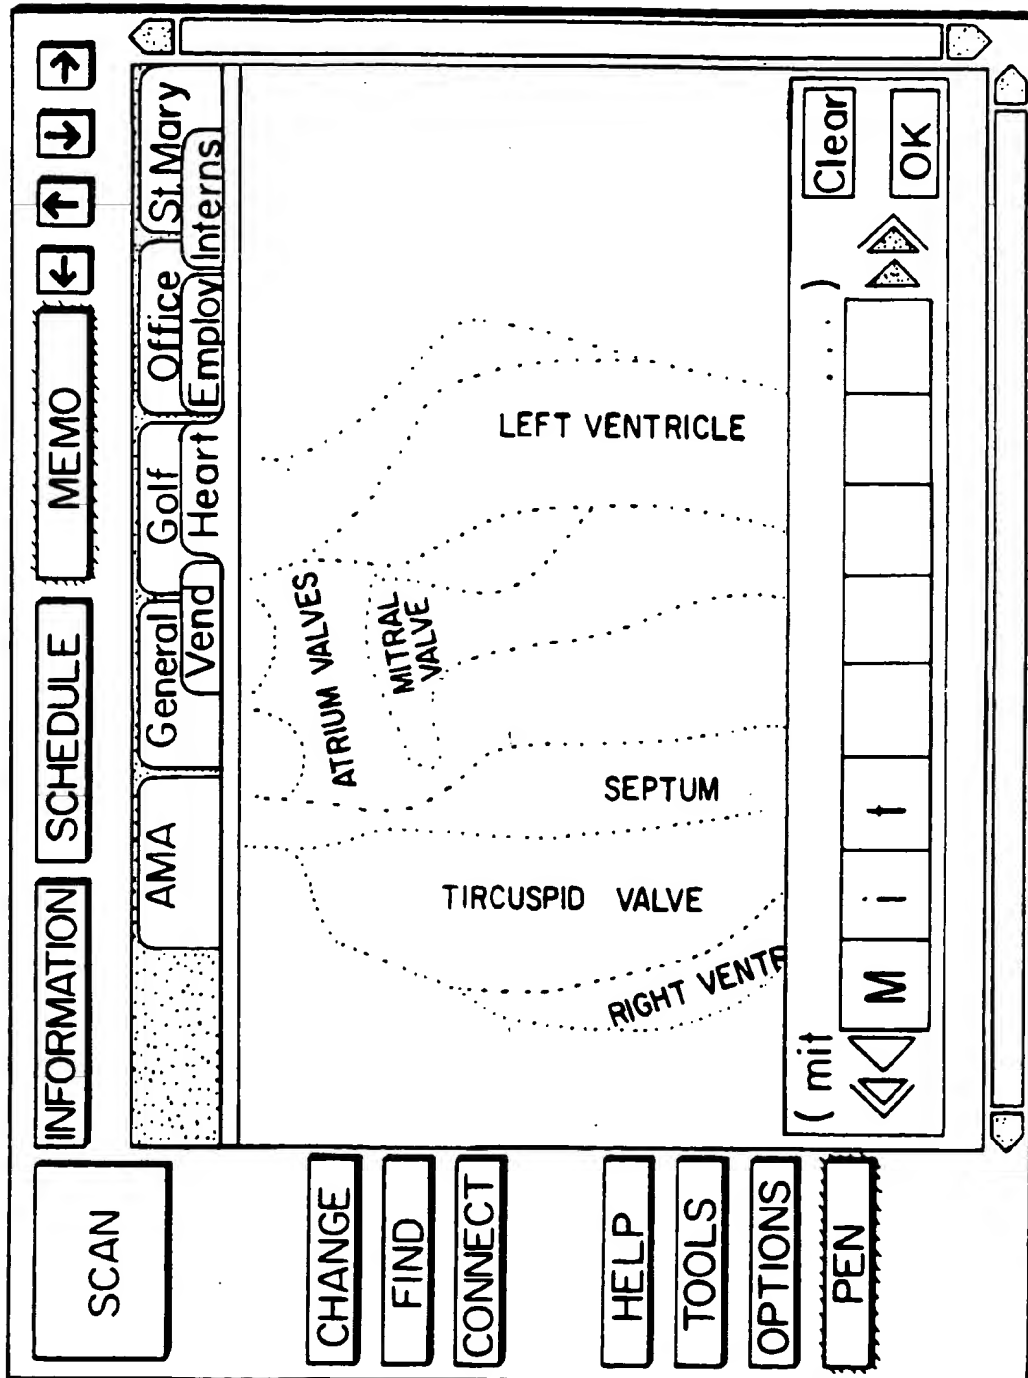 SCAN
INFORMATION
SCHEDULE
MEMO
← ↑ ↓ →
AMA
General
Golf
Office
St.Mary
Vend
Heart
Employ
Interns
CHANGE
FIND
CONNECT
HELP
TOOLS
OPTIONS
PEN
ATRIUM VALVES
MITRAL
VALVE
LEFT VENTRICLE
SEPTUM
TIRCUSPID VALVE
RIGHT VENTR
( mit .... )
Clear
M i t
OK